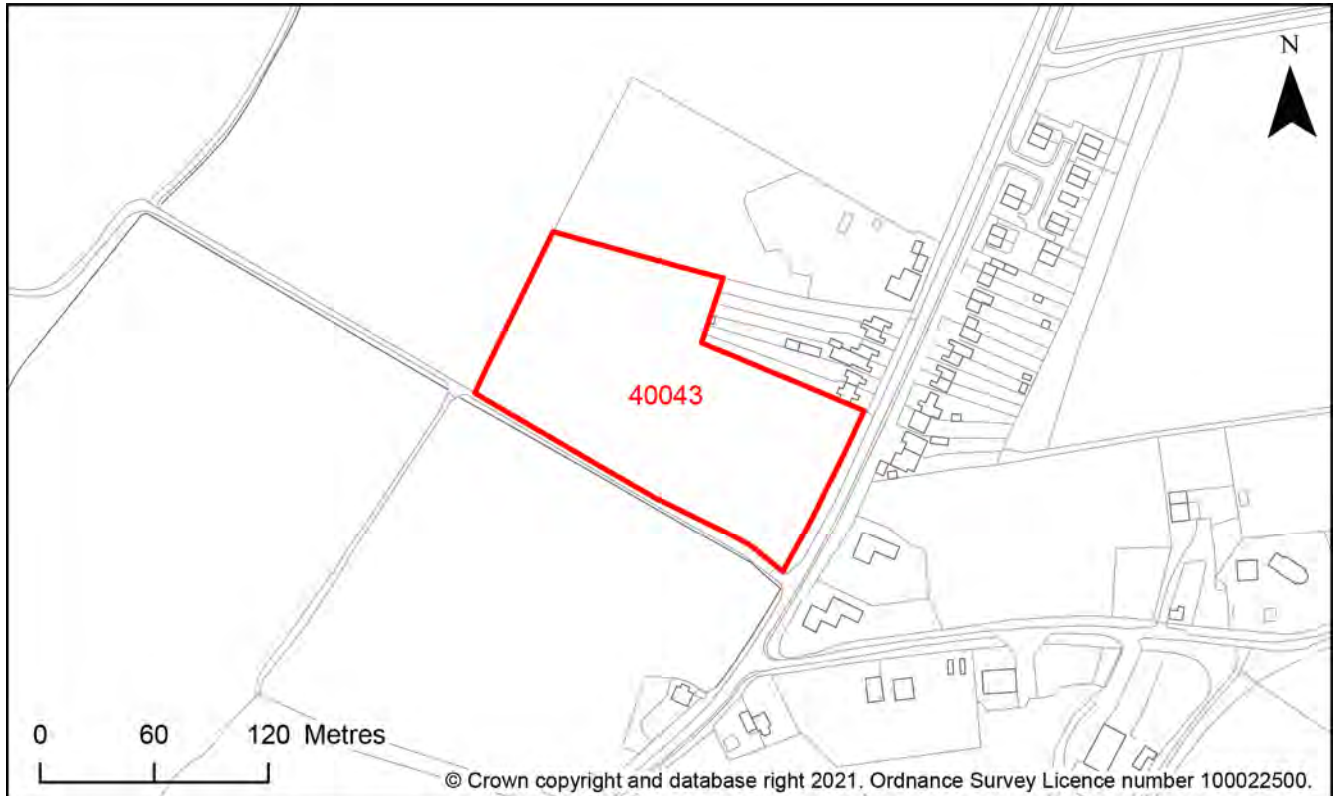 N
40043
0 60 120 Metres
© Crown copyright and database right 2021. Ordnance Survey Licence number 100022500.